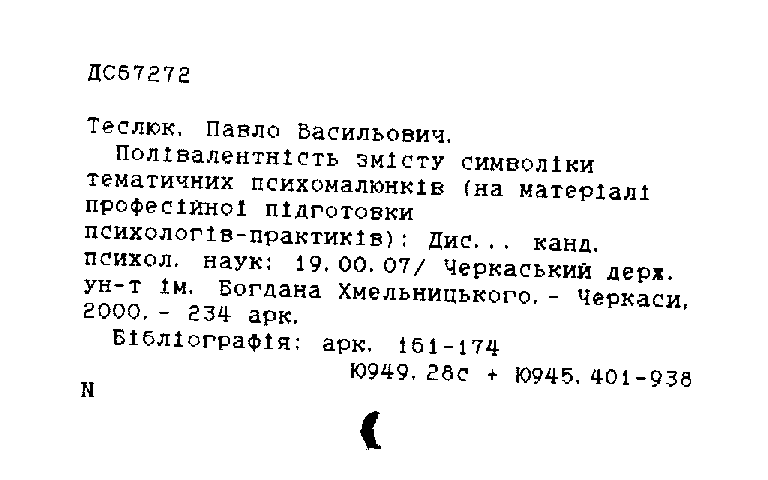 ДС67272
Теслюк, Павло Васильович.
Полівалентність змісту символіки
тематичних психомалюнків (на матеріалі
професійної підготовки
психологів-практиків): Дис... канд.
психол. наук: 19.00.07/ Черкаський держ.
ун-т ім. Богдана Хмельницького.- Черкаси,
2000.- 234 арк.
Бібліографія: арк. 161-174
Ю949.28с + Ю945.401-938
N